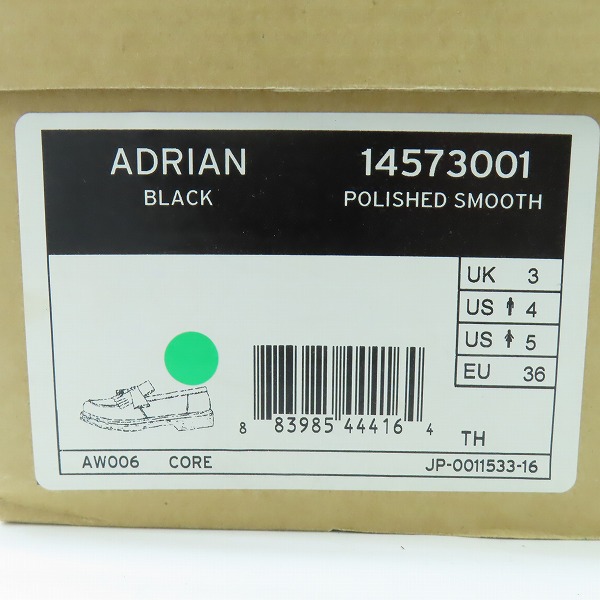 ADRIAN 14573001
BLACK POLISHED SMOOTH
UK 3
US 4
US 5
EU 36
8 83985 44416 4
TH
AW006 CORE JP-0011533-16